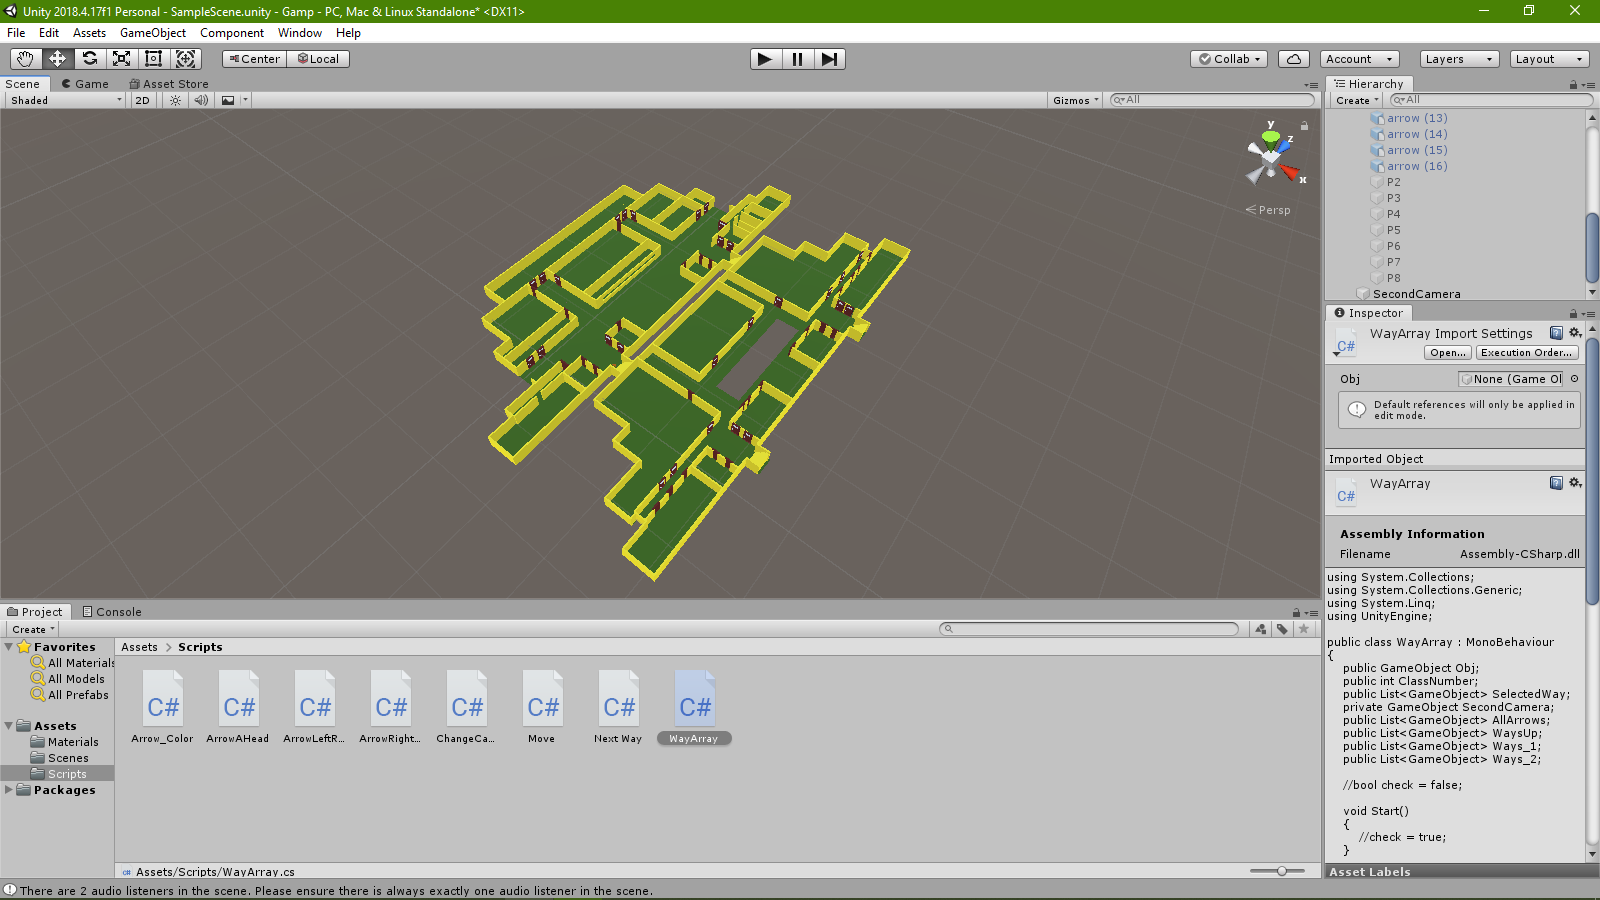 Unity 2018.4.17f1 Personal - SampleScene.unity - Gamp - PC, Mac & Linux Standalone* <DX11>
File Edit Assets GameObject Component Window Help
Center Local
Collab Account Layers Layout
Scene Game Asset Store
Shaded 2D Gizmos All
y
z
x
Persp
Hierarchy
Create All
arrow (13)
arrow (14)
arrow (15)
arrow (16)
P2
P3
P4
P5
P6
P7
P8
SecondCamera
Inspector
WayArray Import Settings
C#
Open... Execution Order...
Obj None (Game Ol
Default references will only be applied in
edit mode.
Imported Object
WayArray
C#
Assembly Information
Filename Assembly-CSharp.dll
using System.Collections;
using System.Collections.Generic;
using System.Linq;
using UnityEngine;
public class WayArray : MonoBehaviour
{
public GameObject Obj;
public int ClassNumber;
public List<GameObject> SelectedWay;
private GameObject SecondCamera;
public List<GameObject> AllArrows;
public List<GameObject> WaysUp;
public List<GameObject> Ways_1;
public List<GameObject> Ways_2;
//bool check = false;
void Start()
{
//check = true;
}
Asset Labels
Project Console
Create
Favorites
All Materials
All Models
All Prefabs
Assets
Materials
Scenes
Scripts
Packages
Assets > Scripts
C# C# C# C# C# C# C# C#
Arrow_Color ArrowAHead ArrowLeftR... ArrowRight... ChangeCa... Move Next Way WayArray
Assets/Scripts/WayArray.cs
There are 2 audio listeners in the scene. Please ensure there is always exactly one audio listener in the scene.